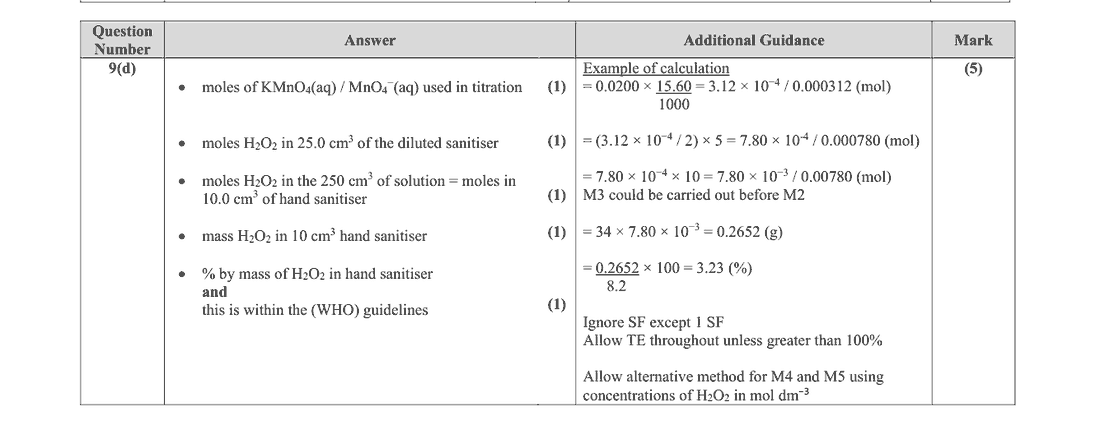 Question Number
Answer
Additional Guidance
Mark
9(d)
(5)
• moles of KMnO₄(aq) / MnO₄⁻(aq) used in titration (1)
Example of calculation
= 0.0200 × 15.60 = 3.12 × 10⁻⁴ / 0.000312 (mol)
1000
• moles H₂O₂ in 25.0 cm³ of the diluted sanitiser (1)
= (3.12 × 10⁻⁴ / 2) × 5 = 7.80 × 10⁻⁴ / 0.000780 (mol)
• moles H₂O₂ in the 250 cm³ of solution = moles in
10.0 cm³ of hand sanitiser (1)
= 7.80 × 10⁻⁴ × 10 = 7.80 × 10⁻³ / 0.00780 (mol)
M3 could be carried out before M2
• mass H₂O₂ in 10 cm³ hand sanitiser (1)
= 34 × 7.80 × 10⁻³ = 0.2652 (g)
• % by mass of H₂O₂ in hand sanitiser
and
this is within the (WHO) guidelines (1)
= 0.2652 × 100 = 3.23 (%)
8.2
Ignore SF except 1 SF
Allow TE throughout unless greater than 100%
Allow alternative method for M4 and M5 using
concentrations of H₂O₂ in mol dm⁻³